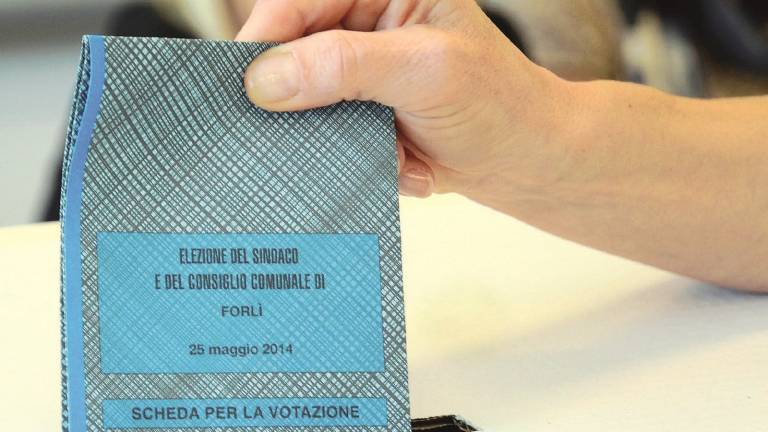 ELEZIONE DEL SINDACO
E DEL CONSIGLIO COMUNALE DI
FORLÌ
25 maggio 2014
SCHEDA PER LA VOTAZIONE